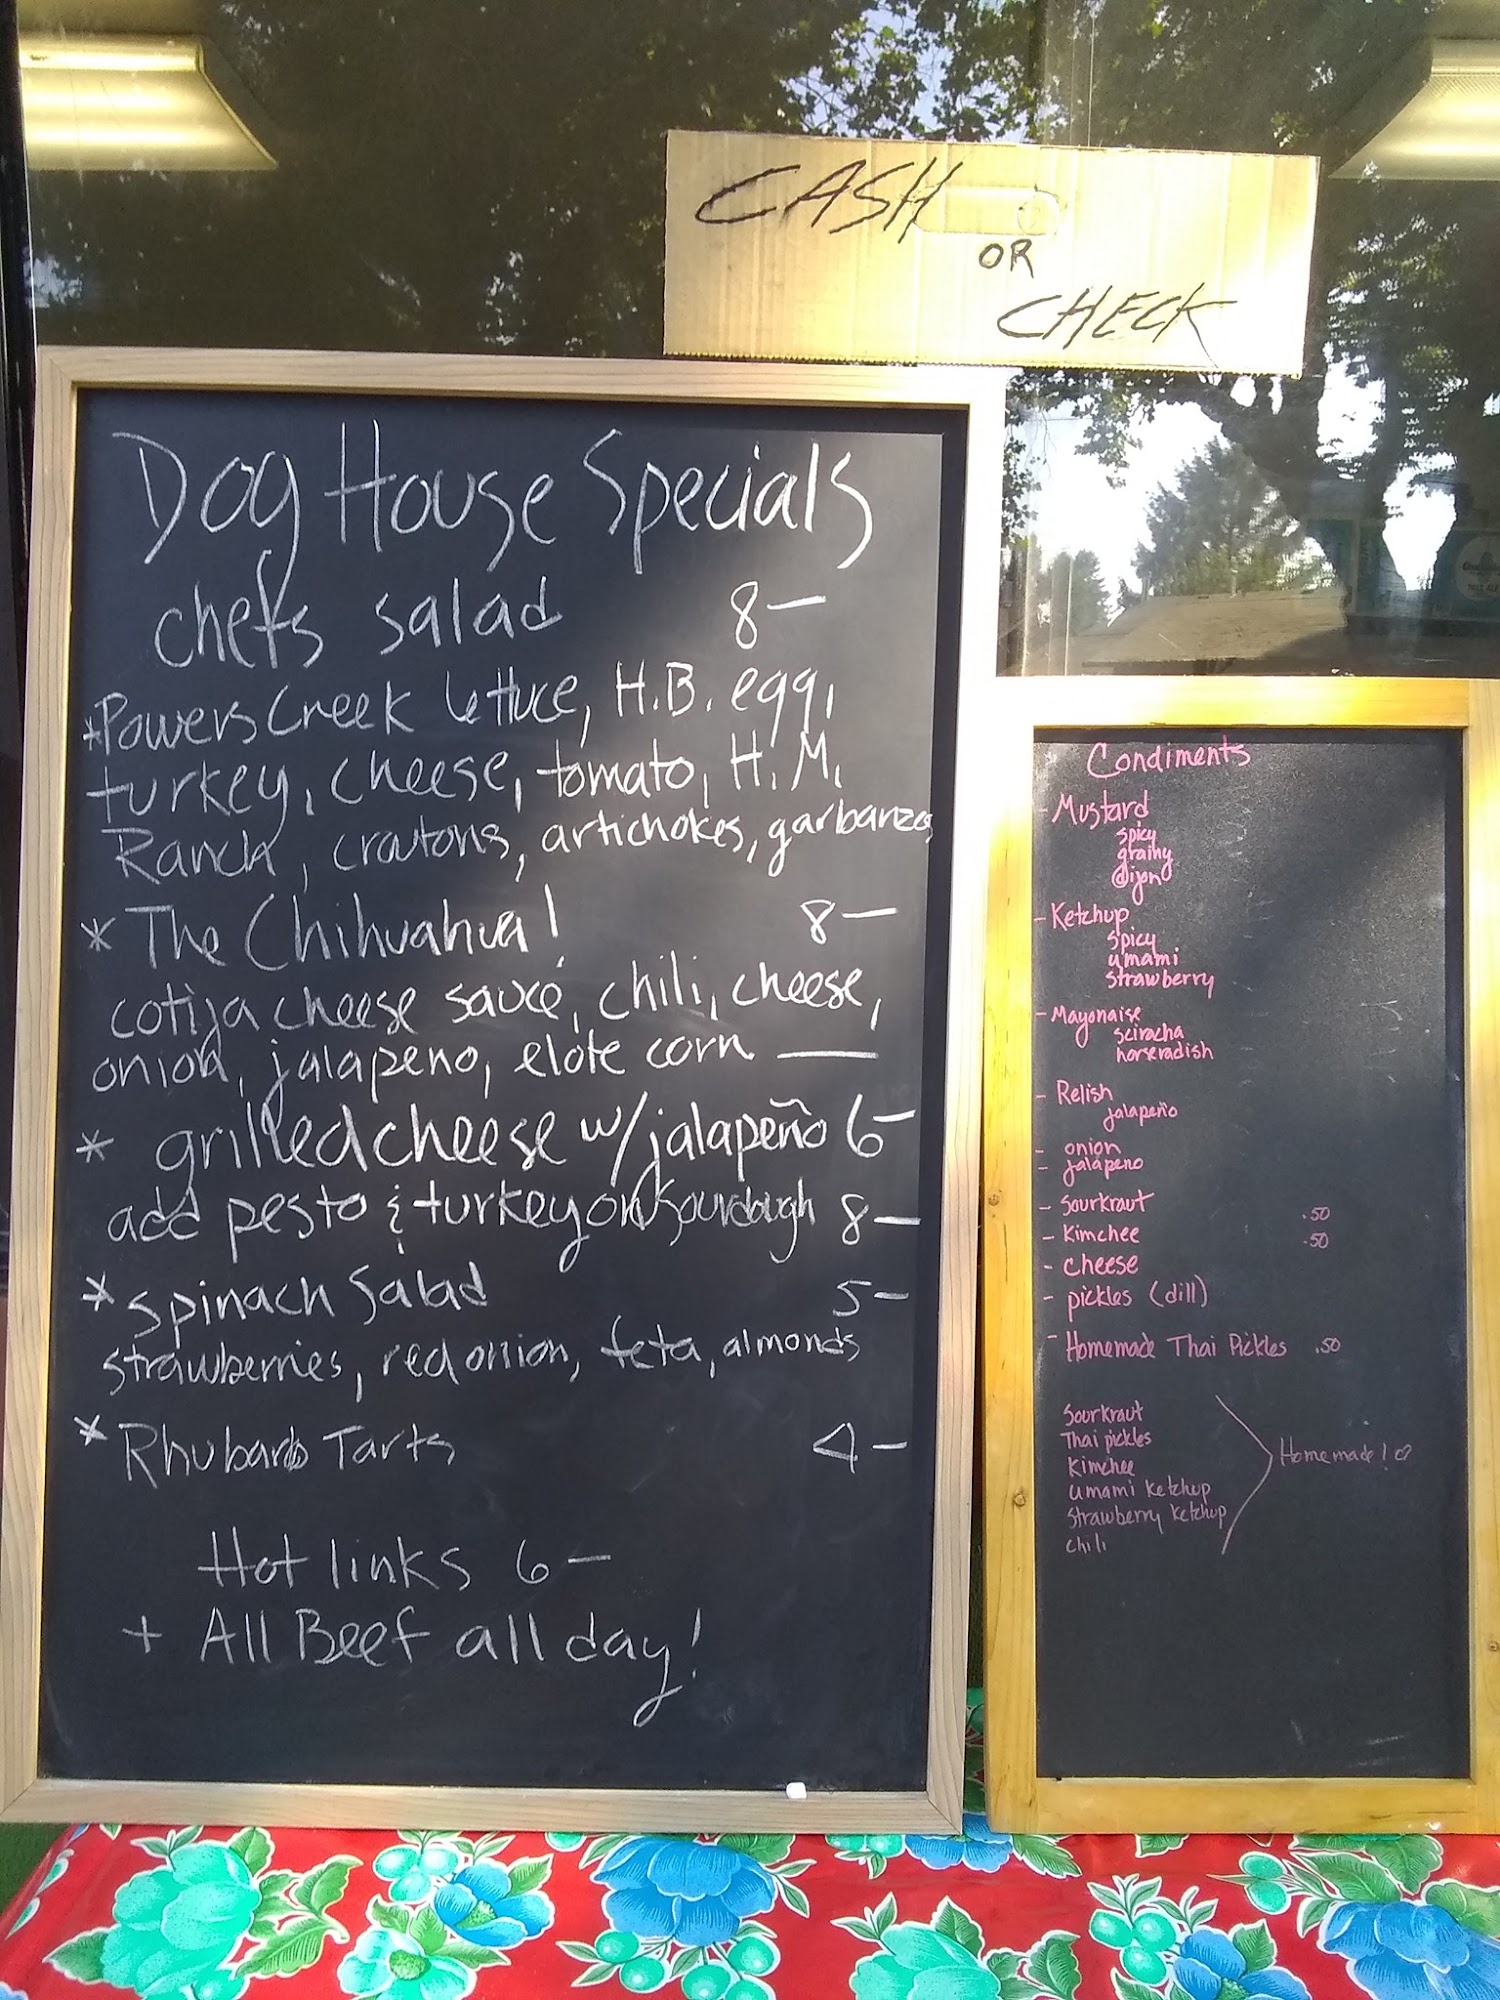 CASH
OR
CHECK
Dog House Specials
chefs salad 8—
*Powers Creek lettuce, H.B. egg,
turkey, cheese, tomato, H.M.
Ranch, croutons, artichokes, garbanzos
* The Chihuahua! 8—
cotija cheese sauce, chili, cheese,
onion, jalapeno, elote corn —
* grilled cheese w/ jalapeño 6—
add pesto & turkey on sourdough 8—
* Spinach Salad 5—
strawberries, red onion, feta, almonds
* Rhubarb Tarts 4—
Hot links 6—
+ All Beef all day!
Condiments
- Mustard
spicy
grainy
dijon
- Ketchup
spicy
umami
strawberry
- Mayonaise
sciracha
horseradish
- Relish
jalapeño
- onion
- jalapeno
- Sourkraut .50
- Kimchee .50
- cheese
- pickles (dill)
- Homemade Thai Pickles .50
Sourkraut
Thai pickles
Kimchee
umami ketchup
Strawberry ketchup
chili
Homemade! ♡